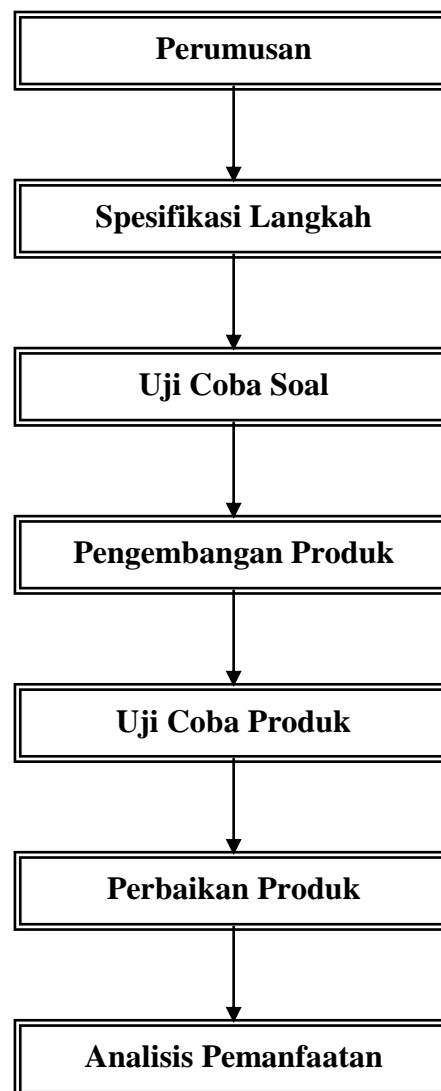 Perumusan
Spesifikasi Langkah
Uji Coba Soal
Pengembangan Produk
Uji Coba Produk
Perbaikan Produk
Analisis Pemanfaatan